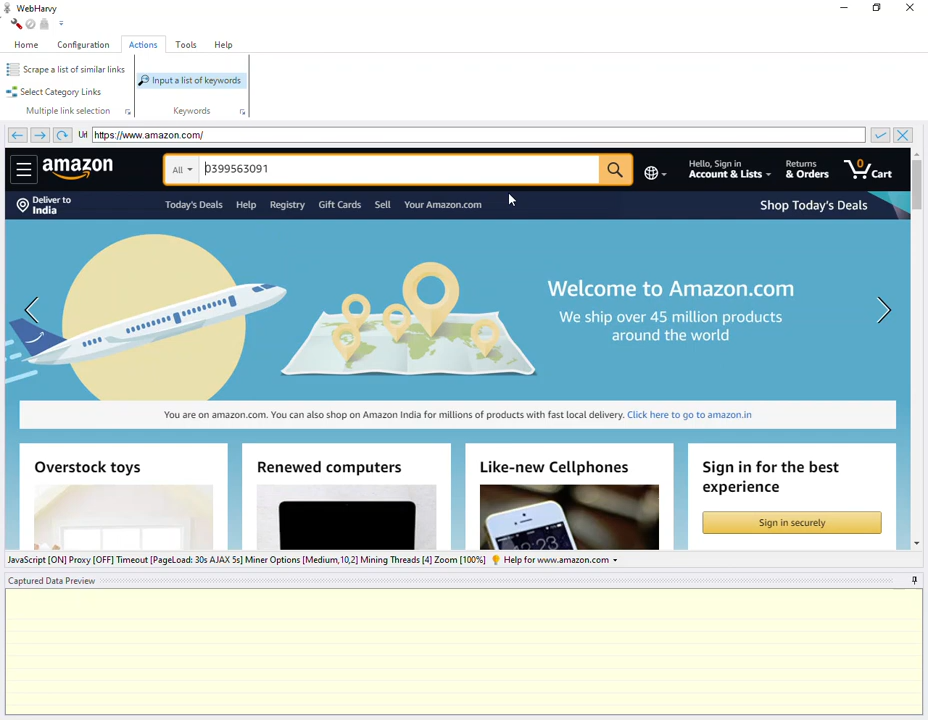 WebHarvy
Home Configuration Actions Tools Help
Scrape a list of similar links
Input a list of keywords
Select Category Links
Multiple link selection
Keywords
Url https://www.amazon.com/
amazon
All 0399563091
Hello, Sign in
Account & Lists
Returns
& Orders
0
Cart
Deliver to
India
Today's Deals Help Registry Gift Cards Sell Your Amazon.com
Shop Today's Deals
Welcome to Amazon.com
We ship over 45 million products
around the world
You are on amazon.com. You can also shop on Amazon India for millions of products with fast local delivery. Click here to go to amazon.in
Overstock toys
Renewed computers
Like-new Cellphones
Sign in for the best
experience
Sign in securely
JavaScript [ON] Proxy [OFF] Timeout [PageLoad: 30s AJAX 5s] Miner Options [Medium,10,2] Mining Threads [4] Zoom [100%] Help for www.amazon.com
Captured Data Preview